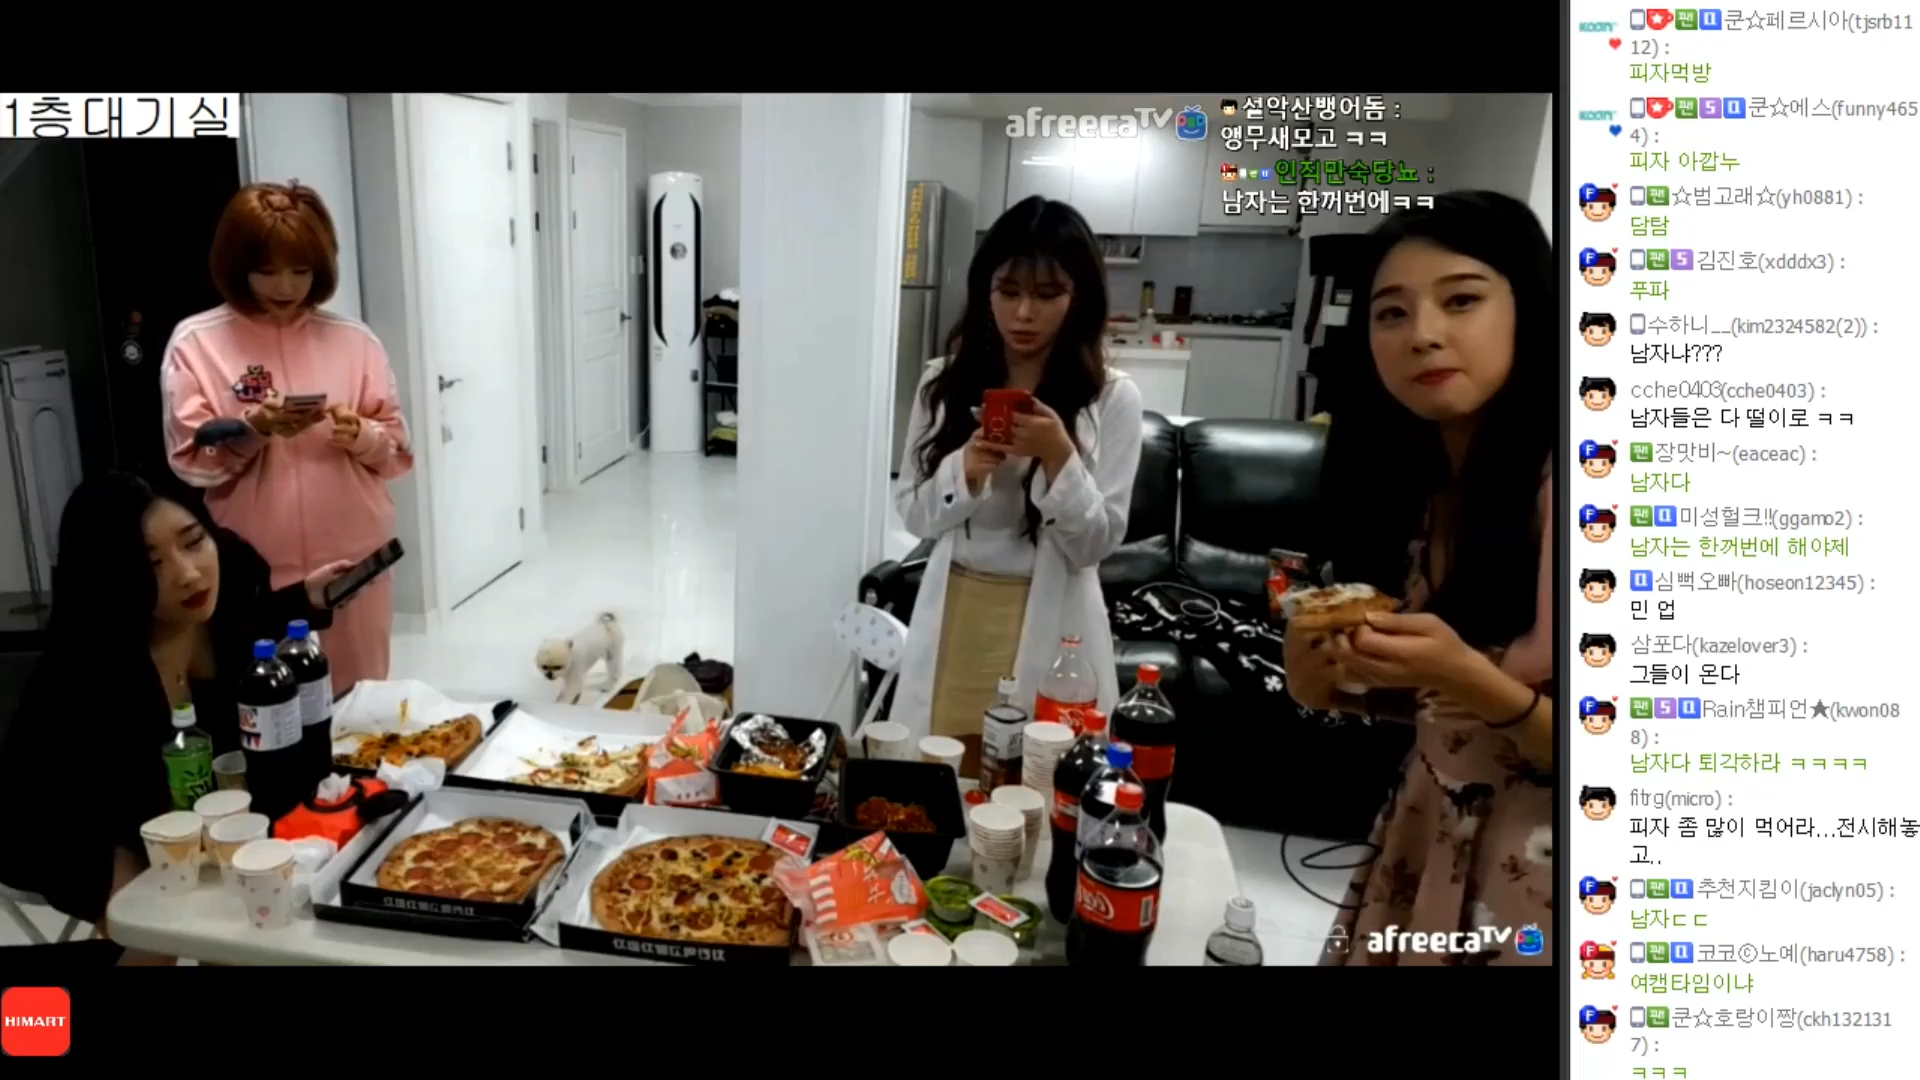 1층대기실
afreecaTV
설악산뱅어돔 :
앵무새모고 ㅋㅋ
인적만숙당뇨 :
남자는 한꺼번에ㅋㅋ
afreecaTV
HIMART
쿤☆페르시아(tjsrb11
12) :
피자먹방
쿤☆에스(funny465
4) :
피자 아깝누
☆범고래☆(yh0881) :
담탐
김진호(xdddx3) :
푸파
수하니__(kim2324582(2)) :
남자냐???
cche0403(cche0403) :
남자들은 다 떨이로 ㅋㅋ
팬 장맛비~(eaceac) :
남자다
팬 미성헐크!!(ggamo2) :
남자는 한꺼번에 해야제
심뻑오빠(hoseon12345) :
민 업
삼포다(kazelover3) :
그들이 온다
팬 S Rain챔피언★(kwon08
8) :
남자다 퇴각하라 ㅋㅋㅋㅋ
fitrg(micro) :
피자 좀 많이 먹어라...전시해놓
고..
추천지킴이(jaclyn05) :
남자ㄷㄷ
코코ⓒ노예(haru4758) :
여캠타임이냐
쿤☆호랑이짱(ckh132131
7) :
ㅋㅋㅋ